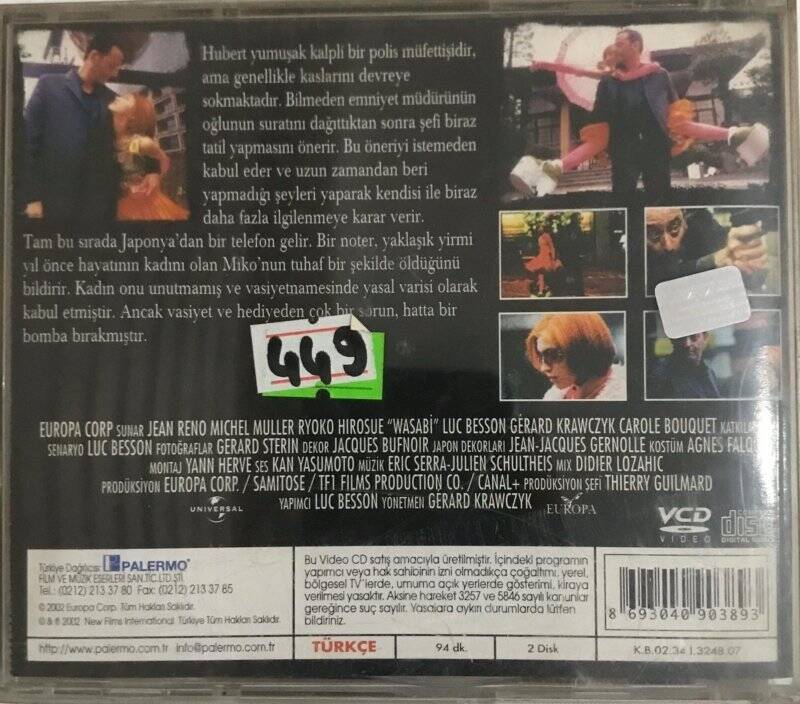 Hubert yumuşak kalpli bir polis müfettişidir,
ama genellikle kaslarını devreye
sokmaktadır. Bilmeden emniyet müdürünün
oğlunun suratını dağıttıktan sonra şefi biraz
tatil yapmasını önerir. Bu öneriyi istemeden
kabul eder ve uzun zamandan beri
yapmadığı şeyleri yaparak kendisi ile biraz
daha fazla ilgilenmeye karar verir.
Tam bu sırada Japonya'dan bir telefon gelir. Bir noter, yaklaşık yirmi
yıl önce hayatının kadını olan Miko'nun tuhaf bir şekilde öldüğünü
bildirir. Kadın onu unutmamış ve vasiyetnamesinde yasal varisi olarak
kabul etmiştir. Ancak vasiyet ve hediyeden çok bir sorun, hatta bir
bomba bırakmıştır.
449
EUROPA CORP SUNAR JEAN RENO MICHEL MULLER RYOKO HIROSUE "WASABİ" LUC BESSON GÉRARD KRAWCZYK CAROLE BOUQUET
SENARYO LUC BESSON FOTOĞRAFLAR GERARD STERIN DEKOR JACQUES BUFNOIR JAPON DEKORLARI JEAN-JACQUES GERNOLLE KOSTÜM AGNES
MONTAJ YANN HERVE SES KAN YASUMOTO MÜZİK ERIC SERRA-JULIEN SCHULTHEIS MIX DIDIER LOZAHIC
PRODÜKSİYON EUROPA CORP. / SAMITOSE / TF1 FILMS PRODUCTION CO. / CANAL+ PRODÜKSİYON ŞEFİ THIERRY GUILMARD
YAPIMCI LUC BESSON YÖNETMEN GERARD KRAWCZYK
UNIVERSAL
EUROPA
VCD
VIDEO
DIGITAL
Türkiye Dağıtıcısı: PALERMO
FİLM VE MÜZİK ESERLERİ SAN.TİC.LTD.ŞTİ.
Tel.: (0212) 213 37 80 Fax: (0212) 213 37 85
© 2002 Europa Corp. Tüm Hakları Saklıdır.
© & ℗ 2002 New Films International. Türkiye Tüm Hakları Saklıdır.
http://www.palermo.com.tr info@palermo.com.tr
Bu Video CD satış amacıyla üretilmiştir. İçindeki programın
yapımcı veya hak sahibinin izni olmadıkça çoğaltımı, yerel,
bölgesel TV'lerde, umuma açık yerlerde gösterimi, kiraya
verilmesi yasaktır. Aksine hareket 3257 ve 5846 sayılı kanunlar
gereğince suç sayılır. Yasalara aykırı durumlarda lütfen
bildiriniz.
TÜRKÇE
94 dk.
2 Disk
8 693040 903893
K.B.02.34.İ.3248.07